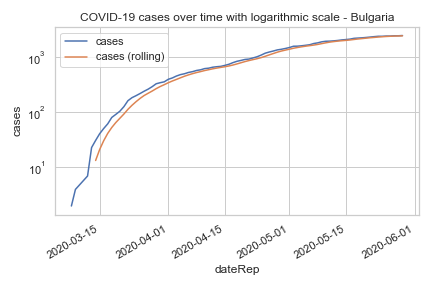 COVID-19 cases over time with logarithmic scale - Bulgaria
cases
cases (rolling)
10³
10²
10¹
cases
2020-03-15
2020-04-01
2020-04-15
2020-05-01
2020-05-15
2020-06-01
dateRep